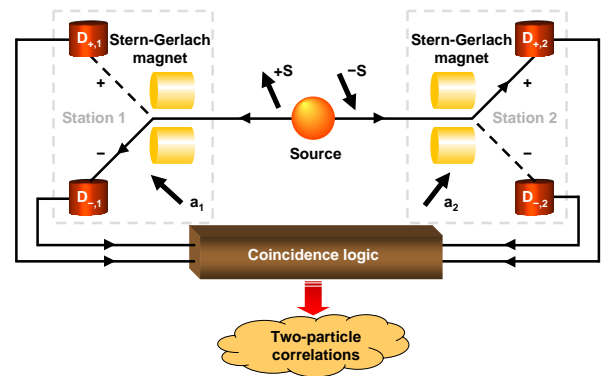 D+,1
Stern-Gerlach
magnet
+
Station 1
−
D−,1
a1
+S
−S
Source
Stern-Gerlach
magnet
D+,2
+
Station 2
−
D−,2
a2
Coincidence logic
Two-particle
correlations